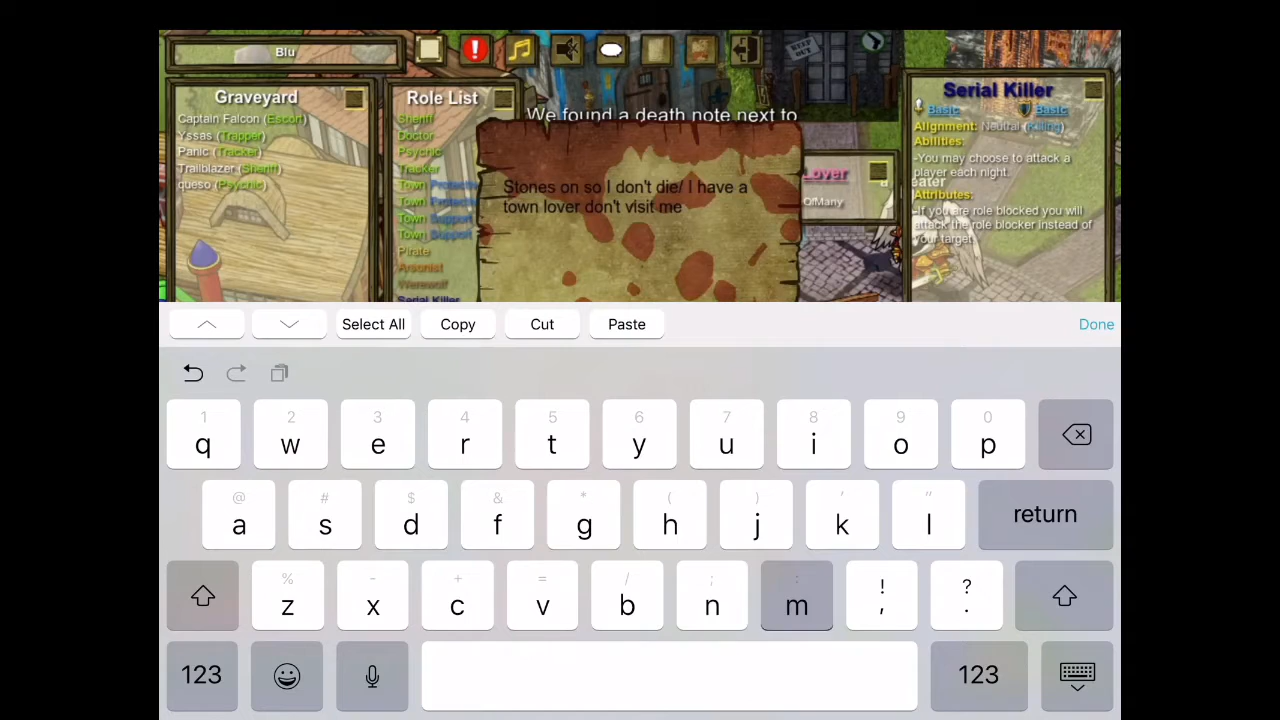 Blu
Graveyard
Captain Falcon (Escort)
Yssas (Trapper)
Panic (Tracker)
Trailblazer (Sheriff)
queso (Psychic)
Role List
Sheriff
Doctor
Psychic
Tracker
Town Protectiv
Town Protectiv
Town Support
Town Support
Pirate
Arsonist
Werewolf
Serial Killer
We found a death note next to
Stones on so I don't die/ I have a
town lover don't visit me
KEEP OUT
Lover
OfMany
Serial Killer
Basic Basic
Alignment: Neutral (Killing)
Abilities:
-You may choose to attack a
player each night.
Attributes:
-If you are role blocked you will
attack the role blocker instead of
your target.
Select All Copy Cut Paste Done
1 2 3 4 5 6 7 8 9 0
q w e r t y u i o p
@ # $ & * ( ) ' "
a s d f g h j k l return
% - + = / ; : ! ?
z x c v b n m , .
123 123